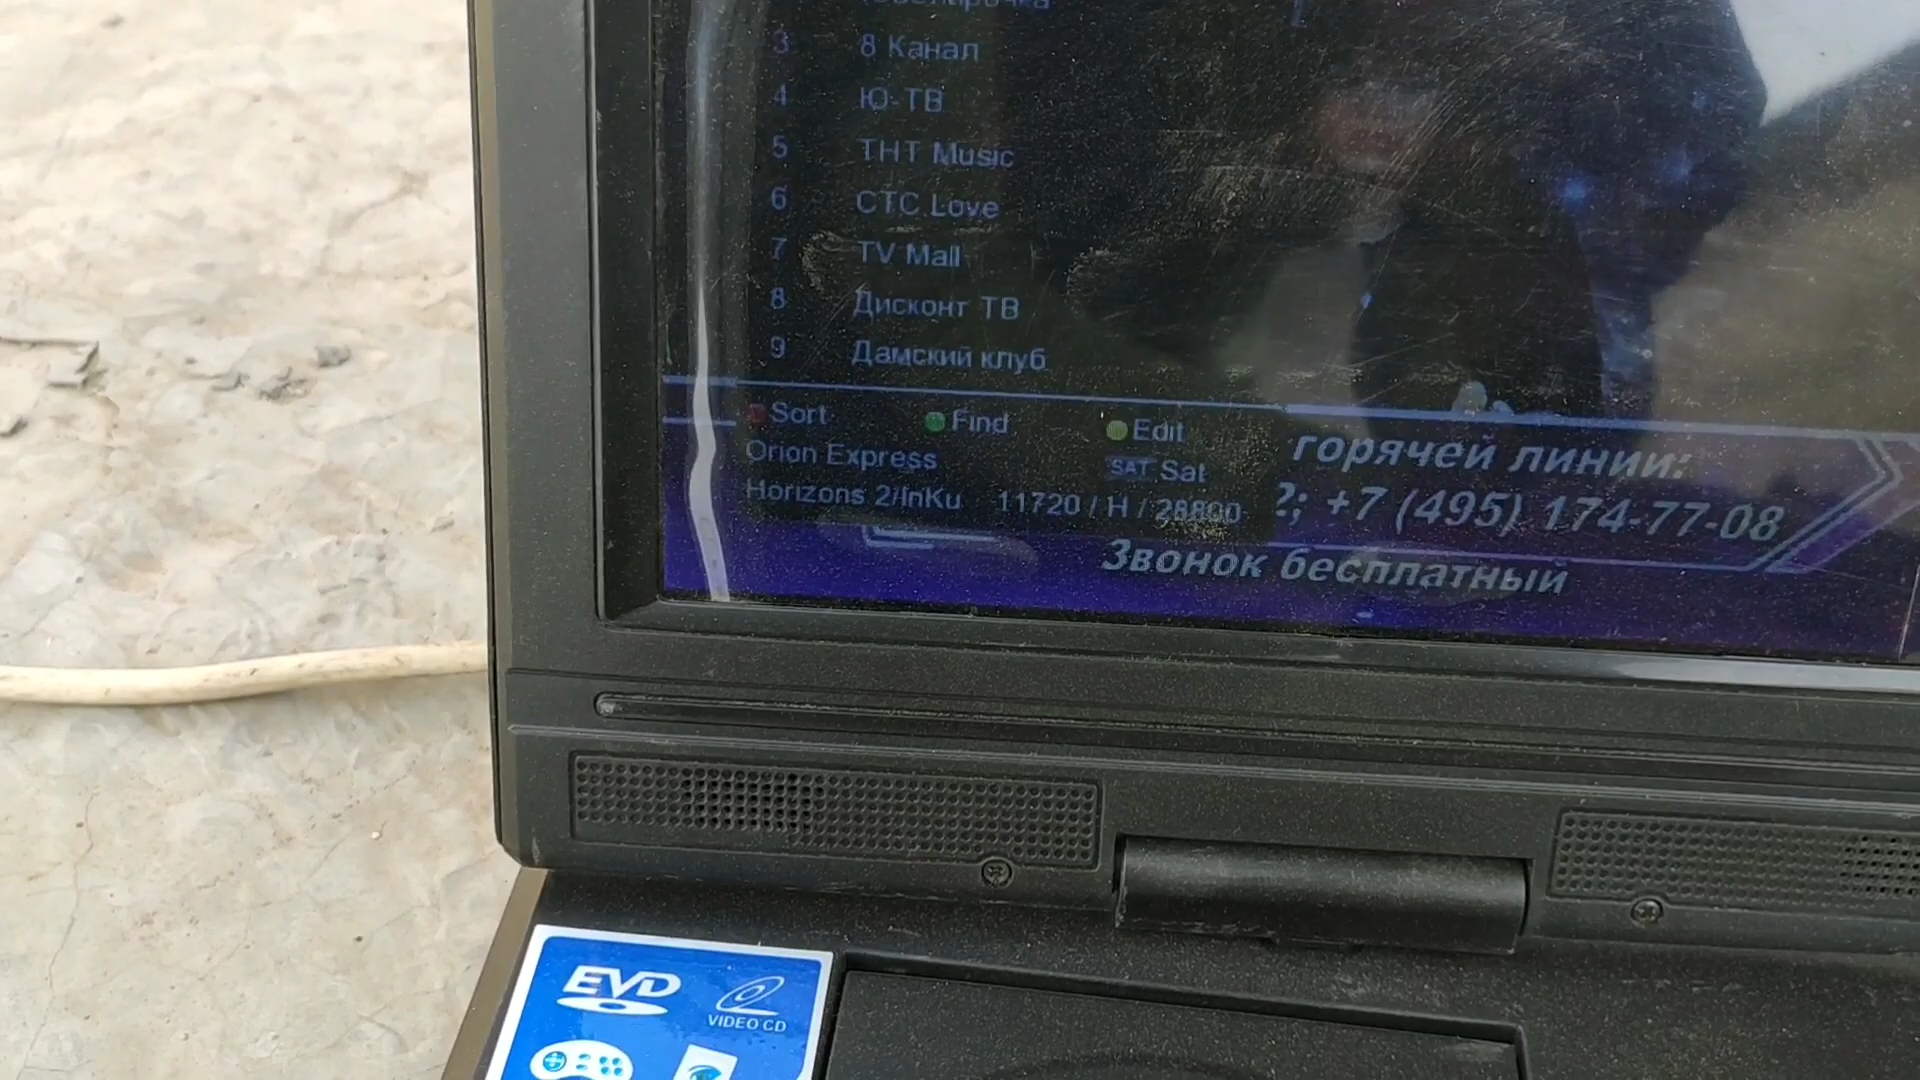 3 8 Канал
4 Ю-ТВ
5 ТНТ Music
6 СТС Love
7 TV Mall
8 Дисконт ТВ
9 Дамский клуб
Sort Find Edit
Orion Express SAT Sat
Horizons 2/InKu 11720 / H / 28800
горячей линии:
2; +7 (495) 174-77-08
Звонок бесплатный
EVD
VIDEO CD